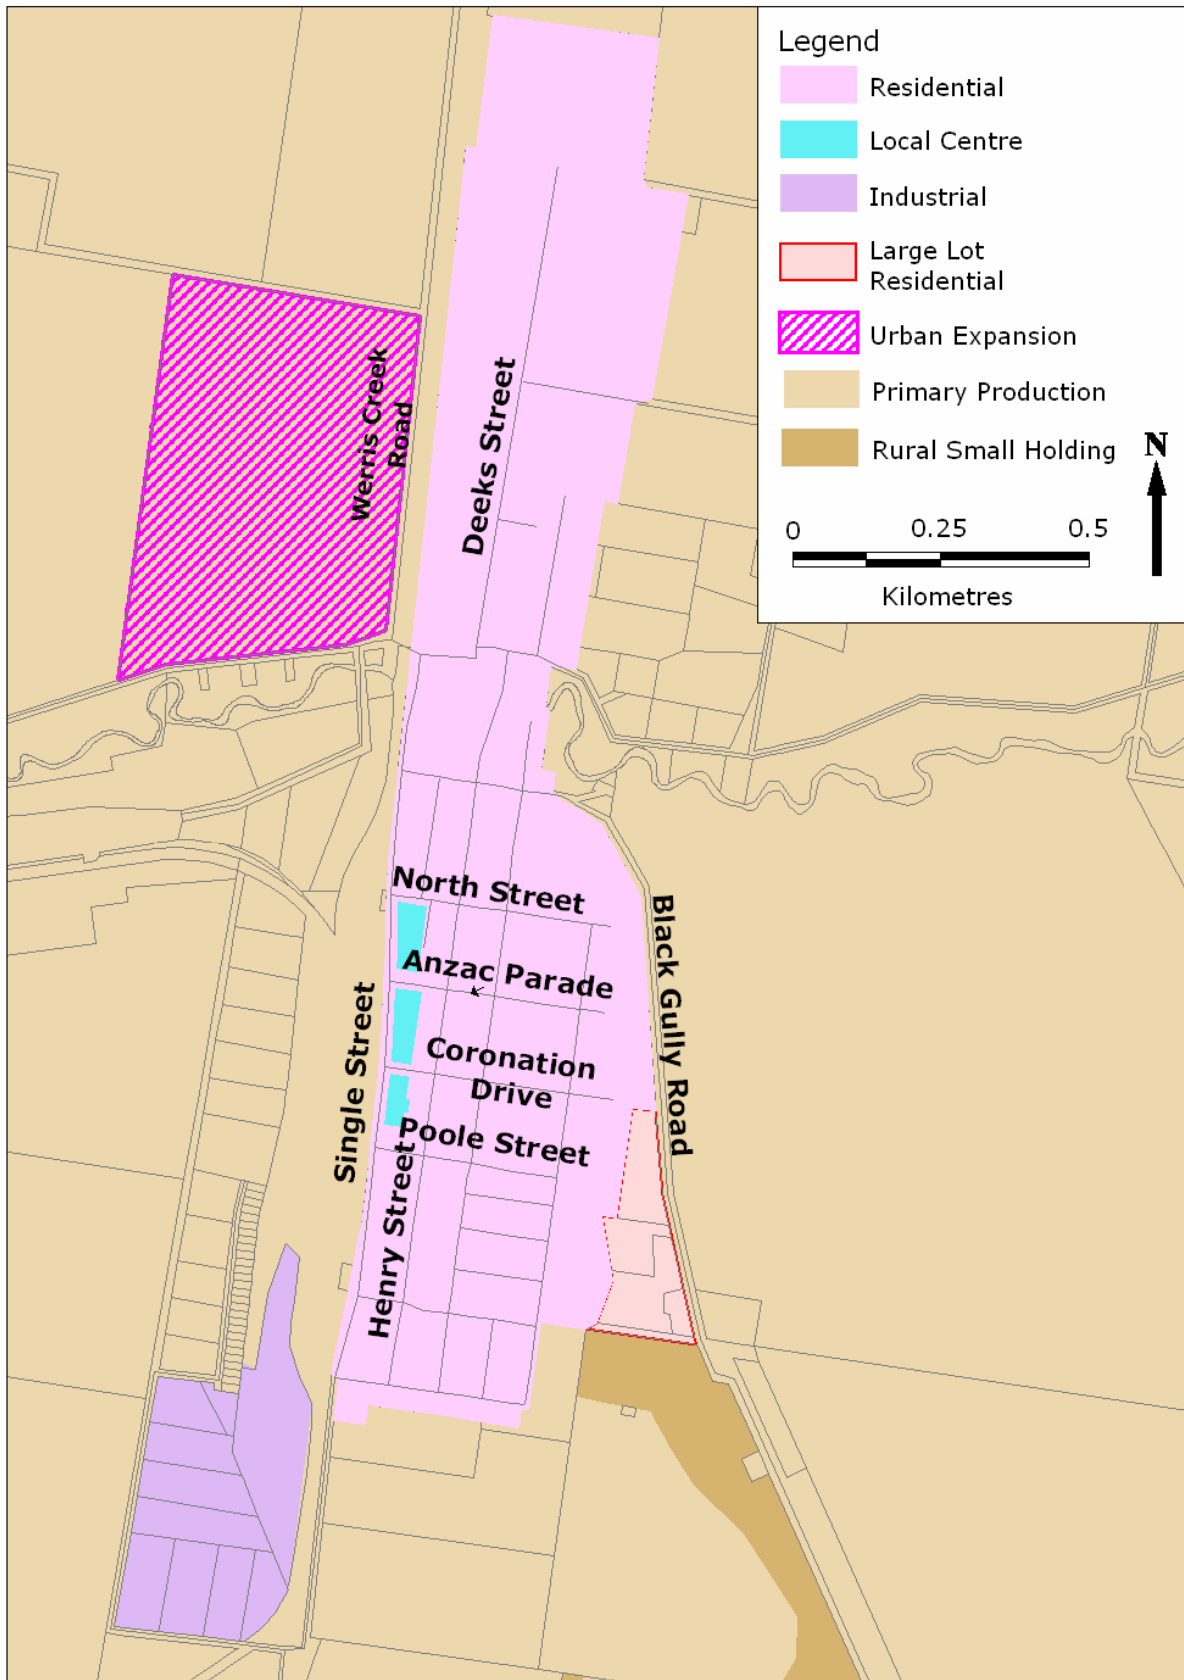 Legend
Residential
Local Centre
Industrial
Large Lot
Residential
Urban Expansion
Primary Production
Rural Small Holding
N
0 0.25 0.5
Kilometres
Werris Creek
Road
Deeks Street
North Street
Anzac Parade
Black Gully Road
Single Street
Coronation
Drive
Poole Street
Henry Street